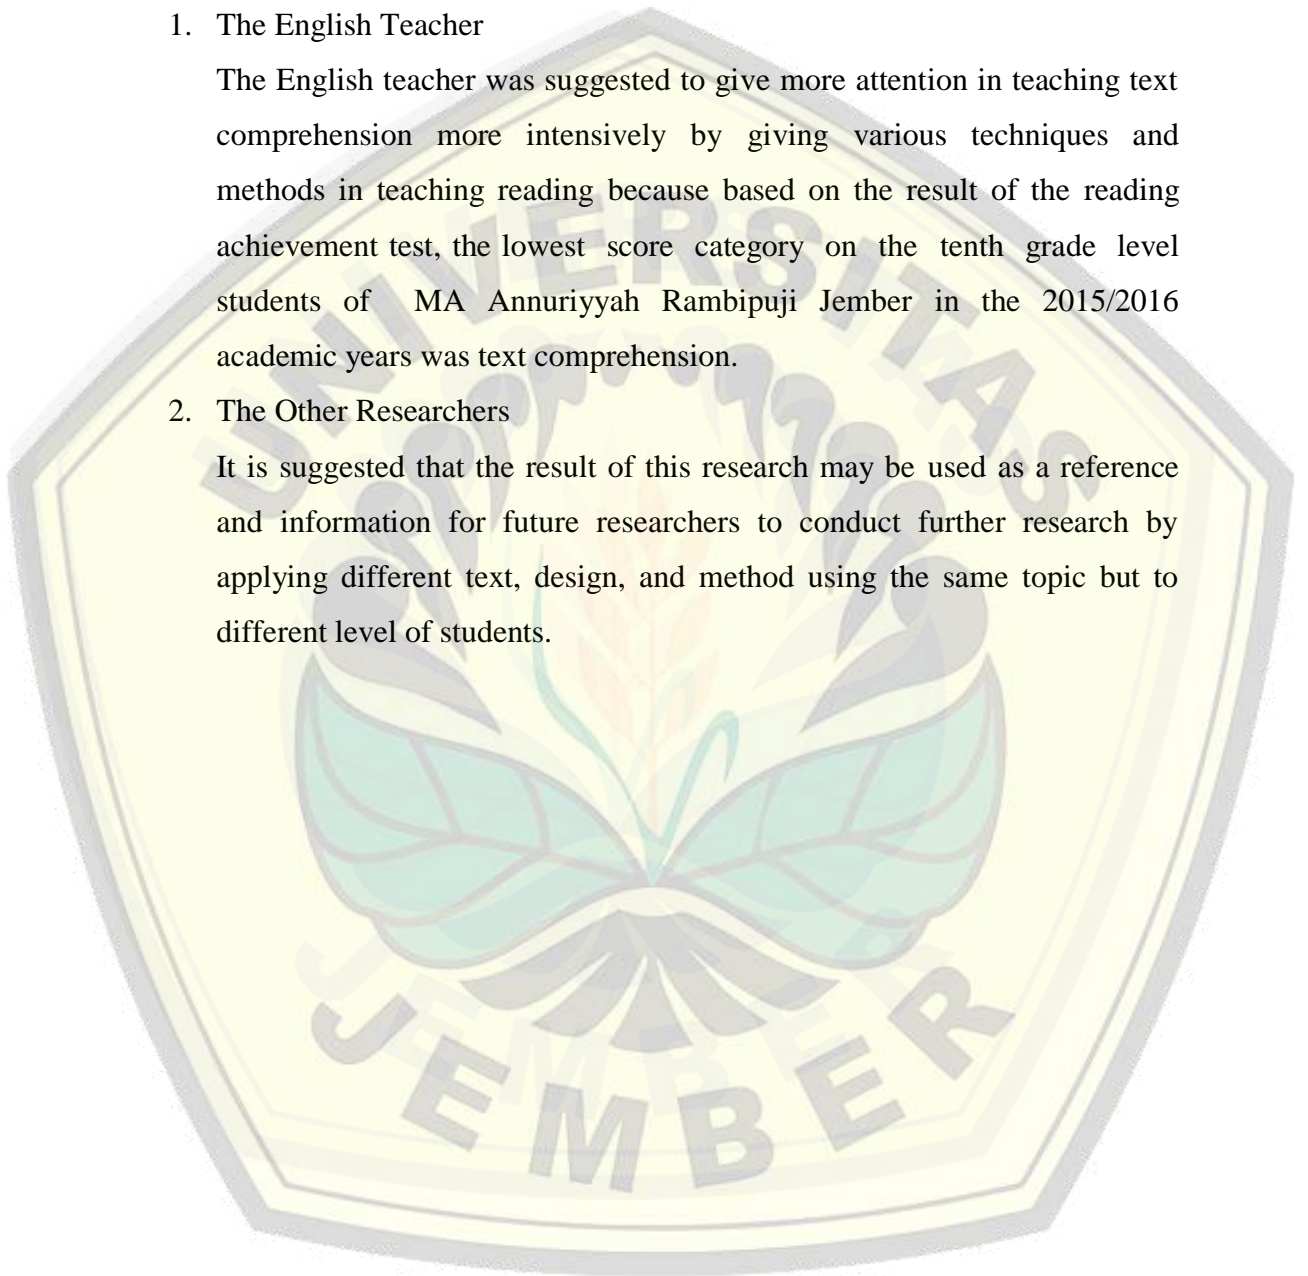 1. The English Teacher
The English teacher was suggested to give more attention in teaching text
comprehension more intensively by giving various techniques and
methods in teaching reading because based on the result of the reading
achievement test, the lowest score category on the tenth grade level
students of MA Annuriyyah Rambipuji Jember in the 2015/2016
academic years was text comprehension.
2. The Other Researchers
It is suggested that the result of this research may be used as a reference
and information for future researchers to conduct further research by
applying different text, design, and method using the same topic but to
different level of students.
UNIVERSITAS
JEMBER